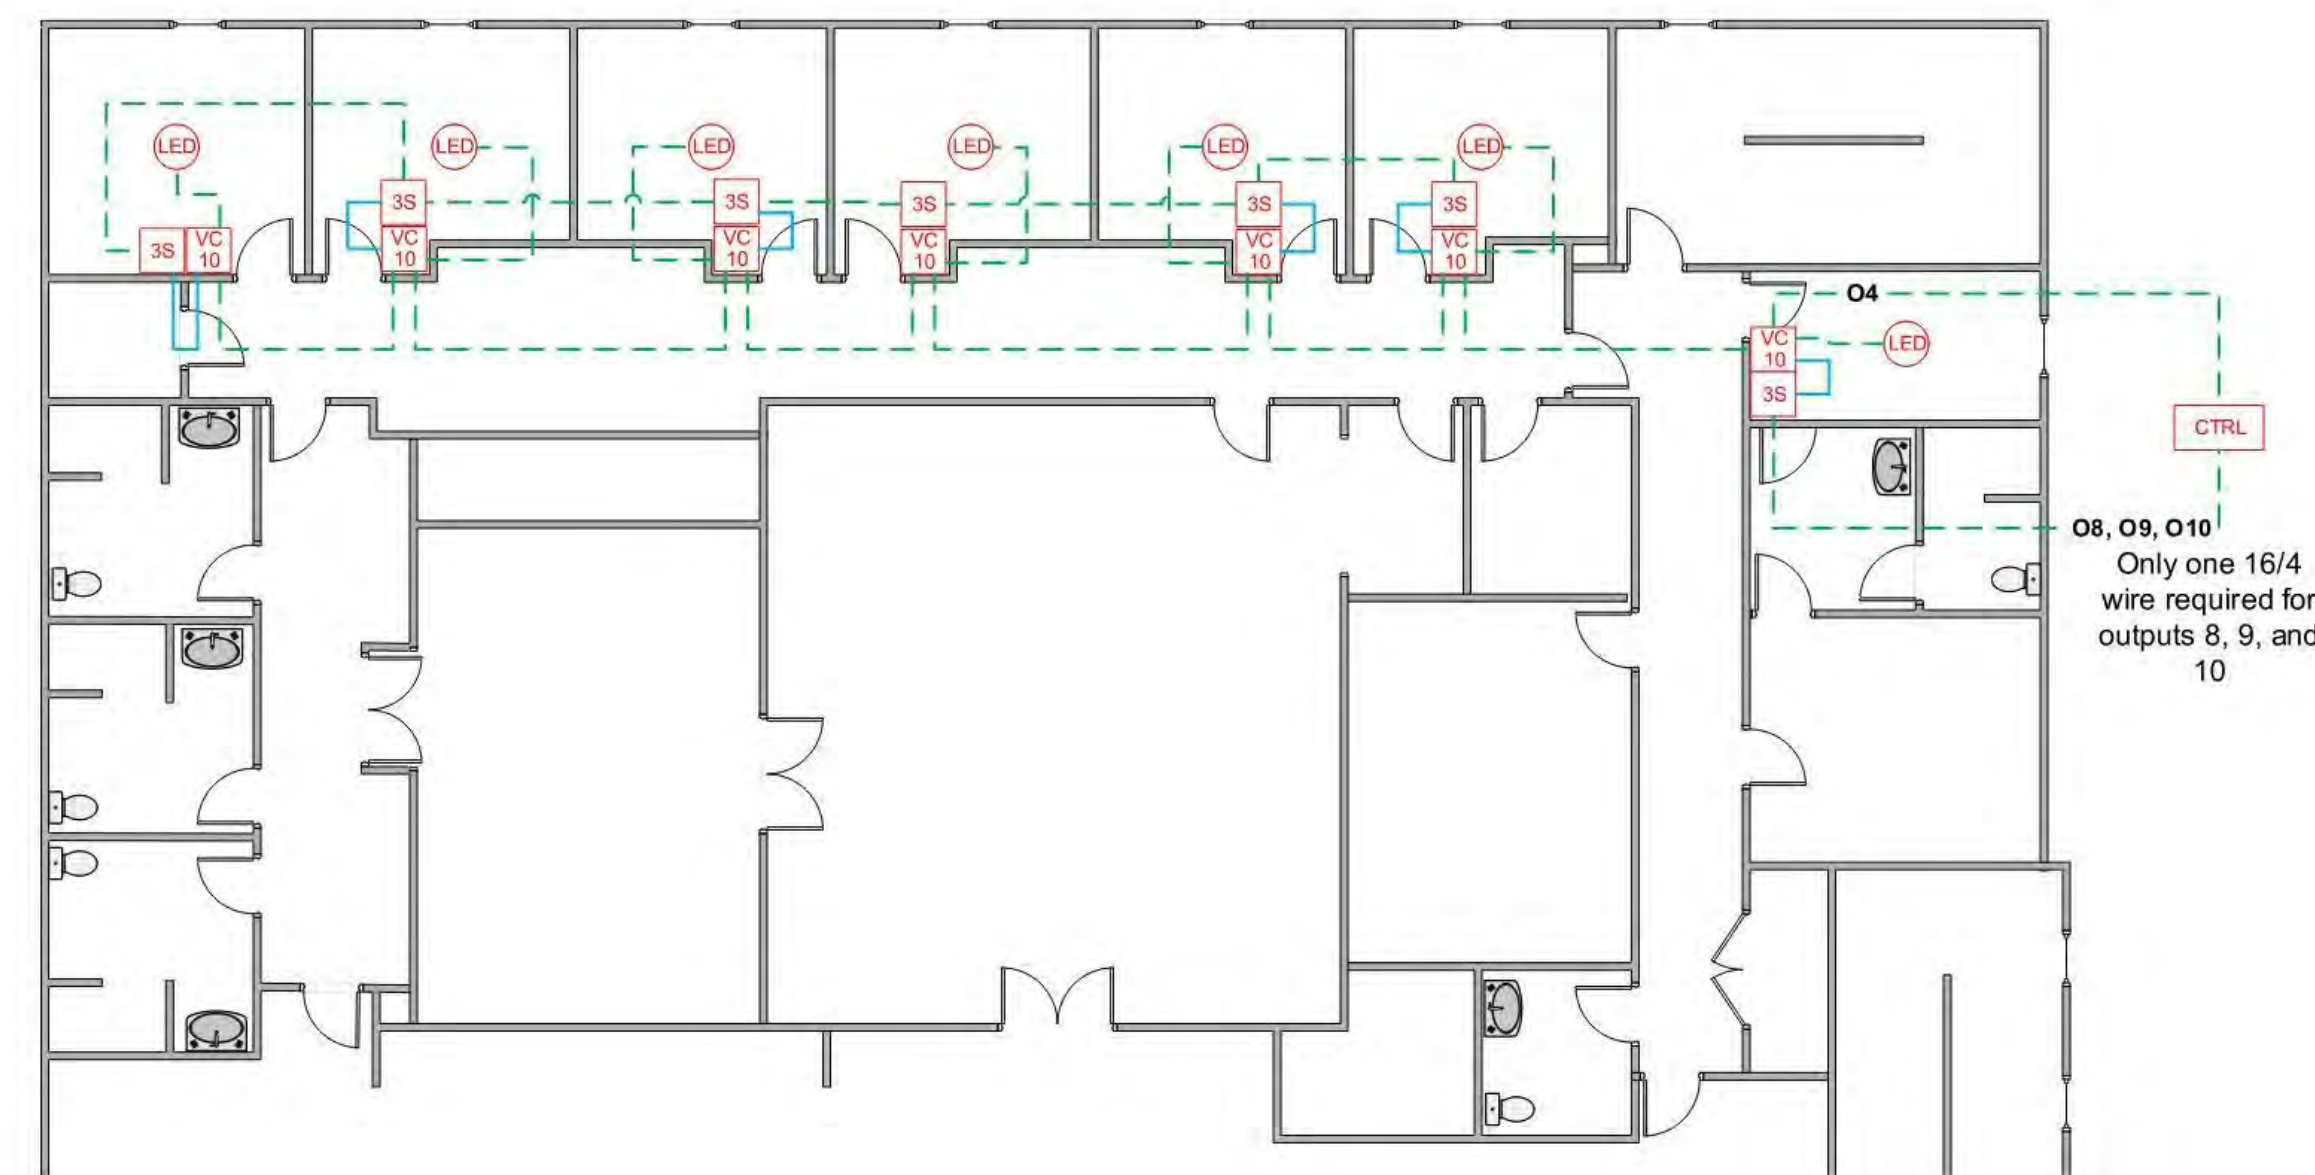 LED
LED
LED
LED
LED
LED
3S
3S
3S
3S
3S
3S
VC
10
VC
10
VC
10
VC
10
VC
10
VC
10
O4
VC
10
LED
3S
CTRL
O8, O9, O10
Only one 16/4
wire required for
outputs 8, 9, and
10